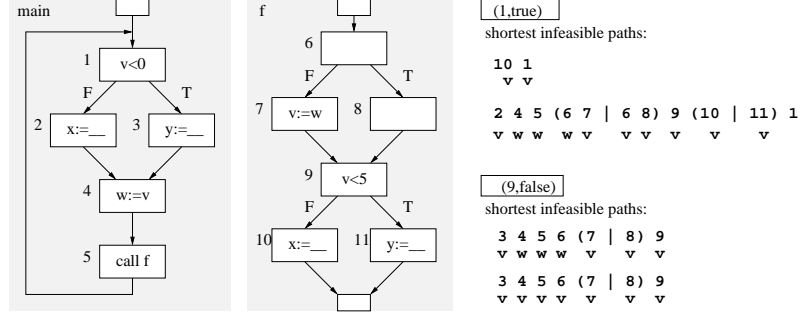 main
1
v<0
F
T
2
x:=__
3
y:=__
4
w:=v
5
call f
f
6
F
T
7
v:=w
8
9
v<5
F
T
10
x:=__
11
y:=__
(1,true)
shortest infeasible paths:
10 1
v v
2 4 5 (6 7 | 6 8) 9 (10 | 11) 1
v w w w v v v v v v
(9,false)
shortest infeasible paths:
3 4 5 6 (7 | 8) 9
v w w w v v v
3 4 5 6 (7 | 8) 9
v v v v v v v